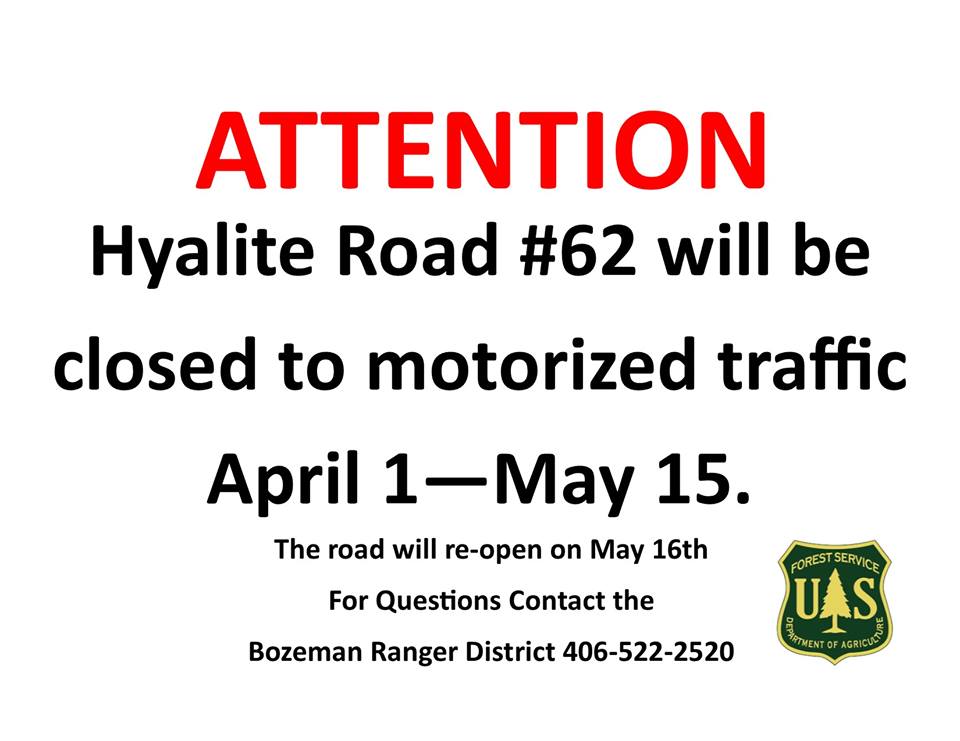 ATTENTION
Hyalite Road #62 will be
closed to motorized traffic
April 1—May 15.
The road will re-open on May 16th
For Questions Contact the
Bozeman Ranger District 406-522-2520
FOREST SERVICE
U S
DEPARTMENT OF AGRICULTURE